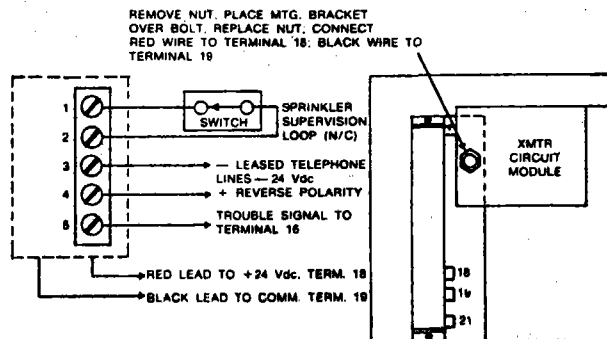 REMOVE NUT. PLACE MTG. BRACKET
OVER BOLT. REPLACE NUT; CONNECT
RED WIRE TO TERMINAL 18; BLACK WIRE TO
TERMINAL 19
1
2
3
4
5
SWITCH
SPRINKLER
SUPERVISION
LOOP (N/C)
— LEASED TELEPHONE
LINES — 24 Vdc
+ REVERSE POLARITY
TROUBLE SIGNAL TO
TERMINAL 16
RED LEAD TO +24 Vdc. TERM. 18
BLACK LEAD TO COMM. TERM. 19
XMTR
CIRCUIT
MODULE
18
19
21